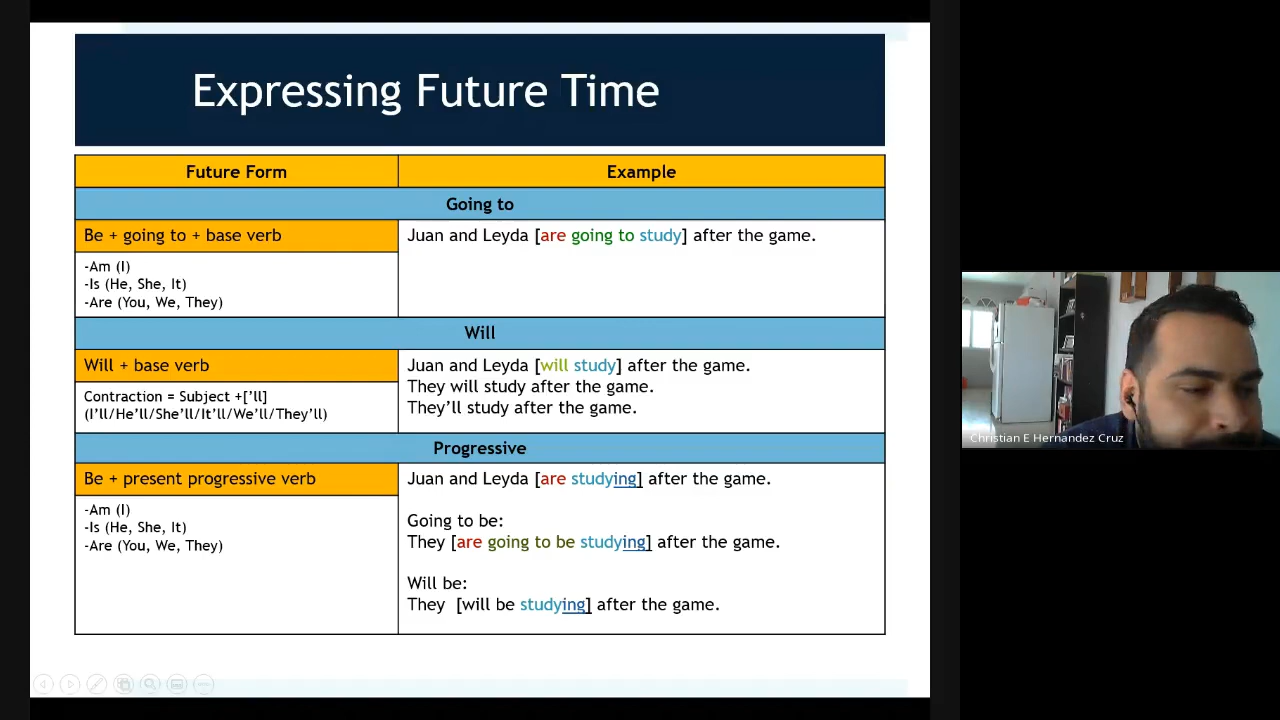 Expressing Future Time
Future Form
Example
Going to
Be + going to + base verb
Juan and Leyda [are going to study] after the game.
-Am (I)
-Is (He, She, It)
-Are (You, We, They)
Will
Will + base verb
Juan and Leyda [will study] after the game.
They will study after the game.
They’ll study after the game.
Contraction = Subject +[’ll]
(I’ll/He’ll/She’ll/It’ll/We’ll/They’ll)
Progressive
Be + present progressive verb
Juan and Leyda [are studying] after the game.
-Am (I)
-Is (He, She, It)
-Are (You, We, They)
Going to be:
They [are going to be studying] after the game.
Will be:
They [will be studying] after the game.
Christian E Hernandez Cruz